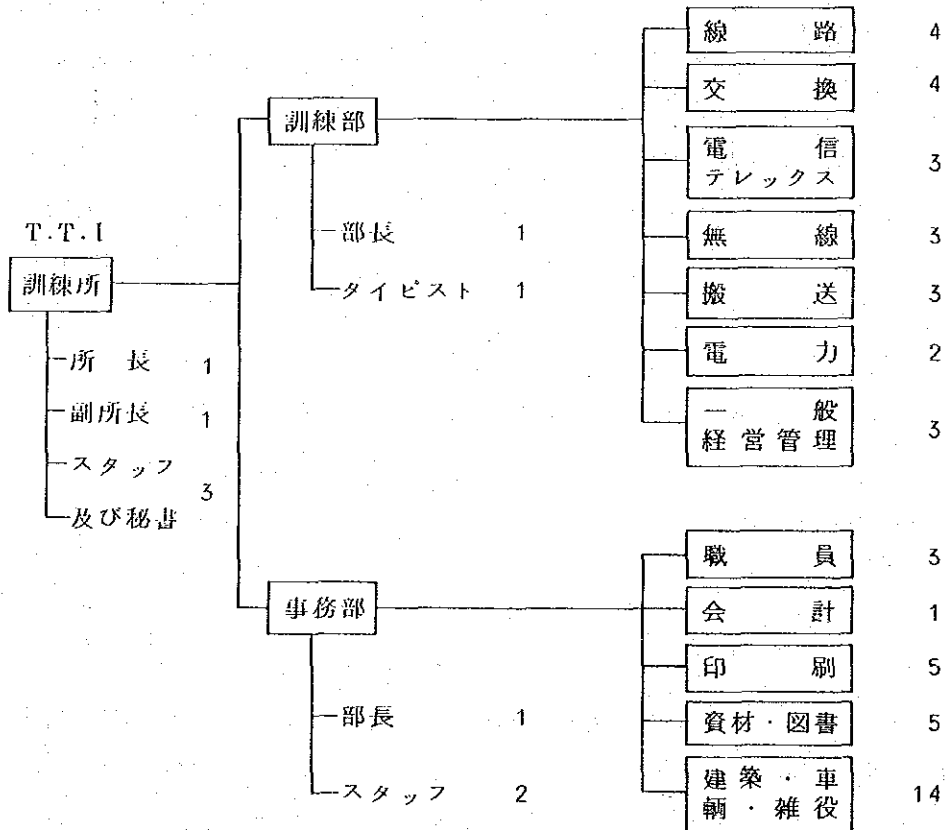 T.T.I
訓練所
所長 1
副所長 1
スタッフ
及び秘書 3
訓練部
部長 1
タイピスト 1
線路 4
交換 4
電信
テレックス 3
無線 3
搬送 3
電力 2
一般
経営管理 3
事務部
部長 1
スタッフ 2
職員 3
会計 1
印刷 5
資材・図書 5
建築・車
輌・雑役 14